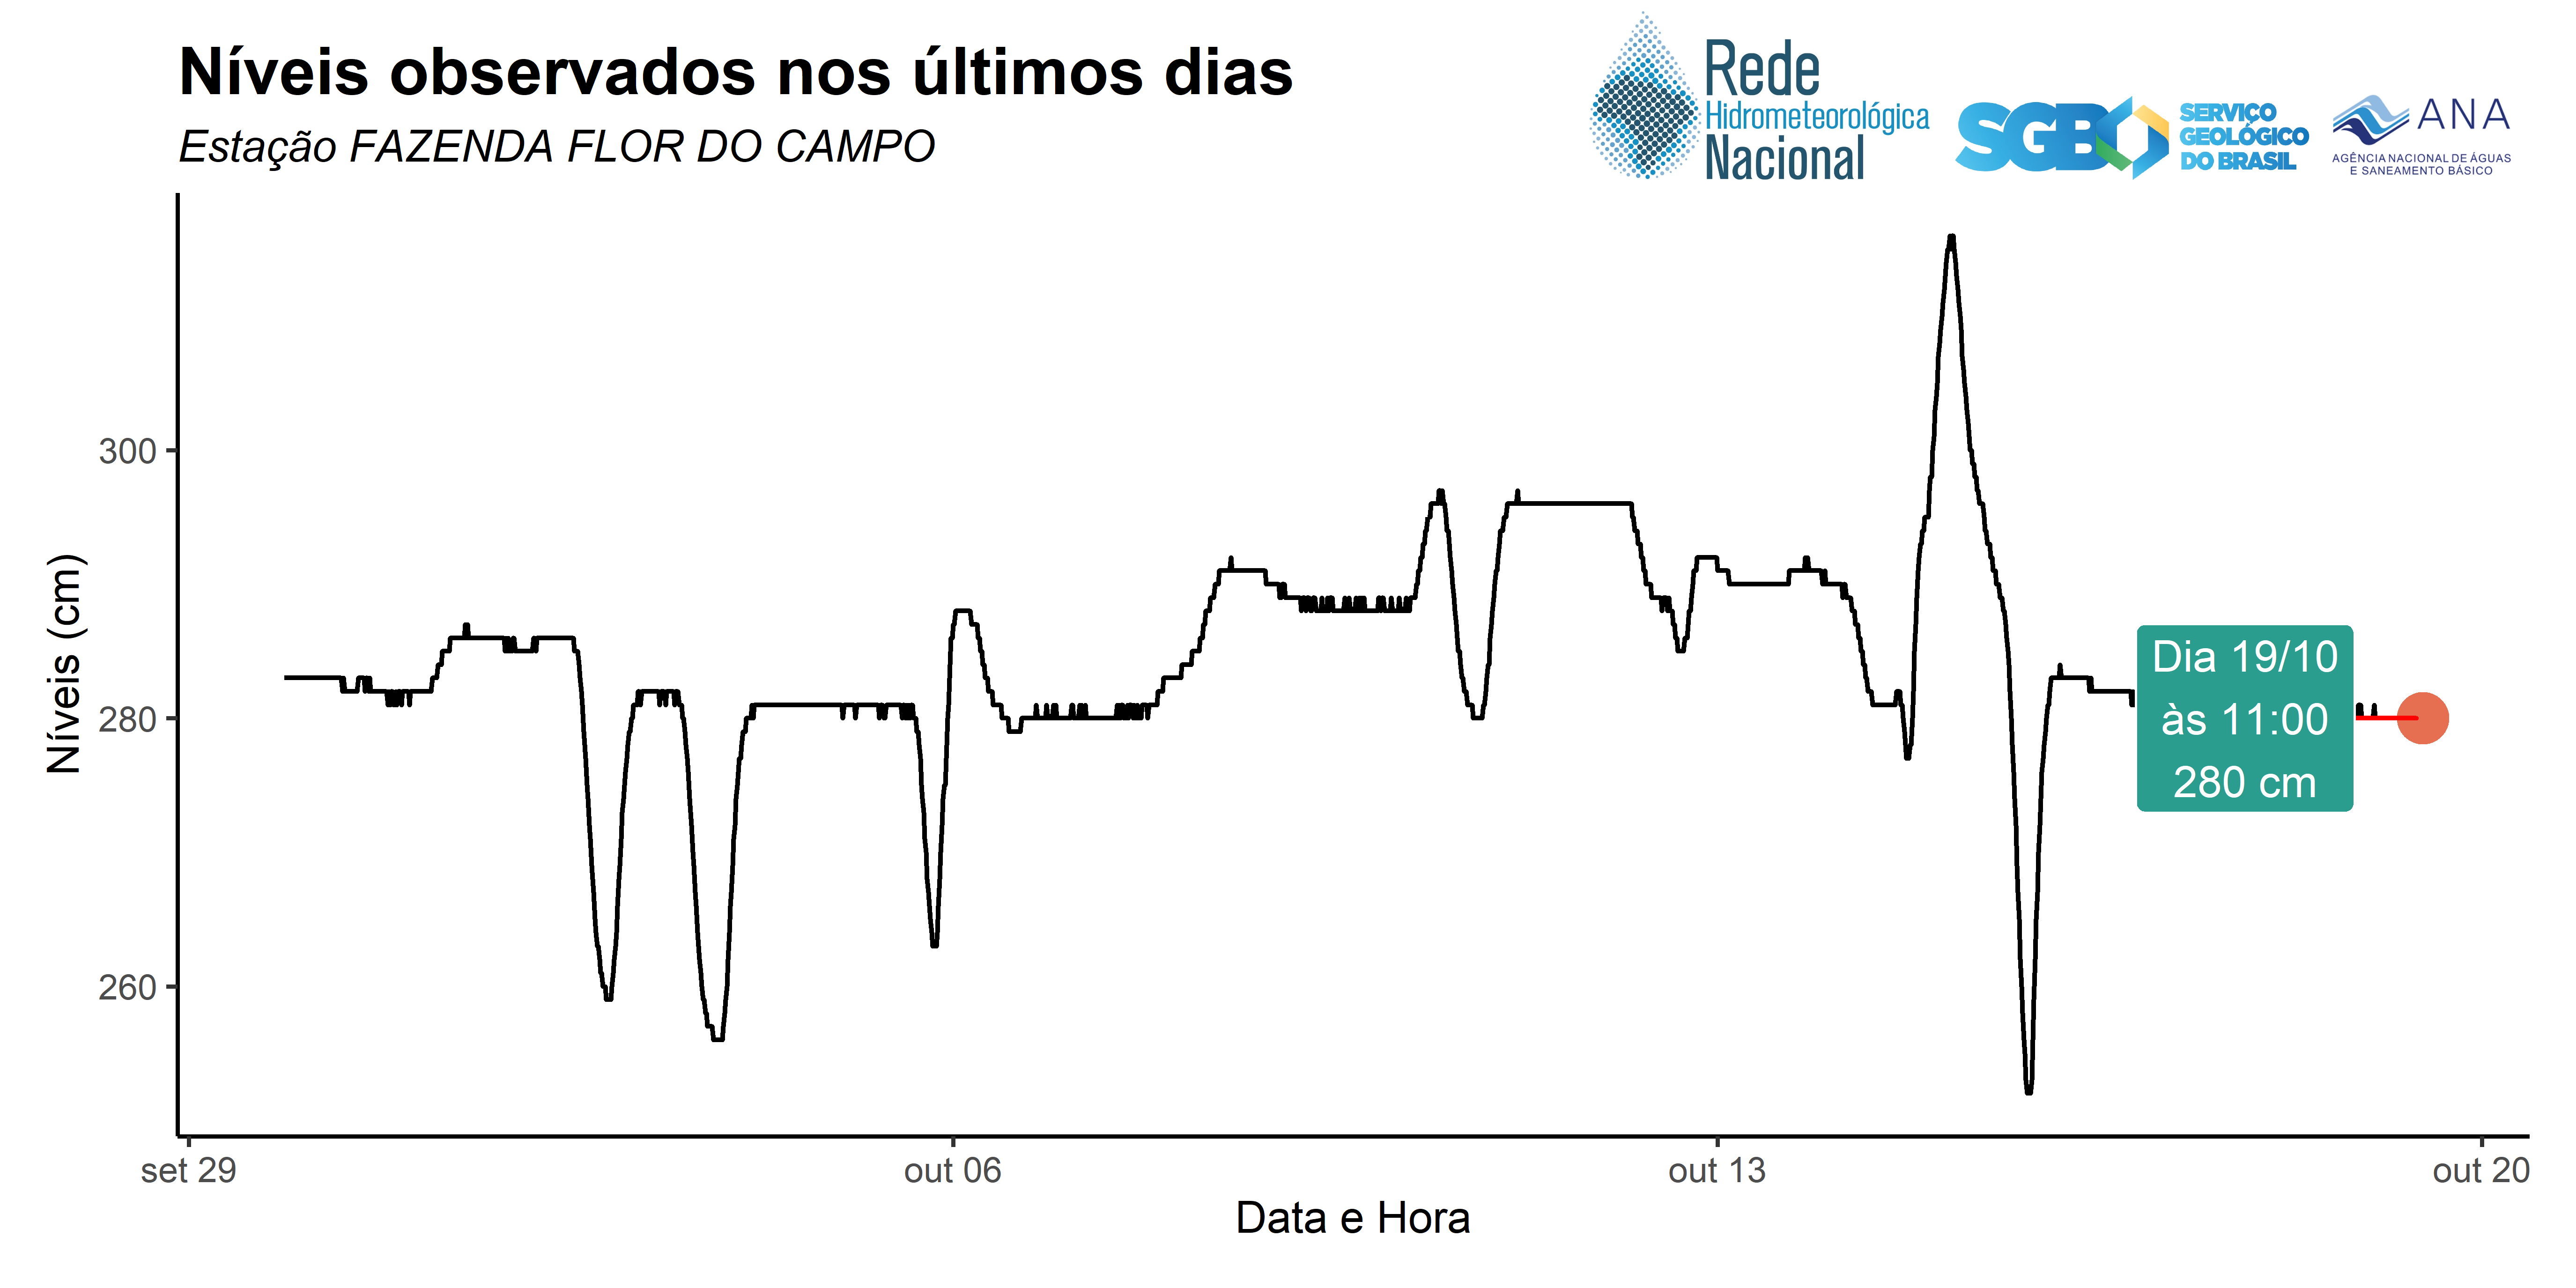 Níveis observados nos últimos dias
Estação FAZENDA FLOR DO CAMPO
Rede
Hidrometeorológica
Nacional
SGB
SERVIÇO
GEOLÓGICO
DO BRASIL
ANA
AGÊNCIA NACIONAL DE ÁGUAS
E SANEAMENTO BÁSICO
Níveis (cm)
300
280
260
Dia 19/10
às 11:00
280 cm
set 29
out 06
out 13
out 20
Data e Hora